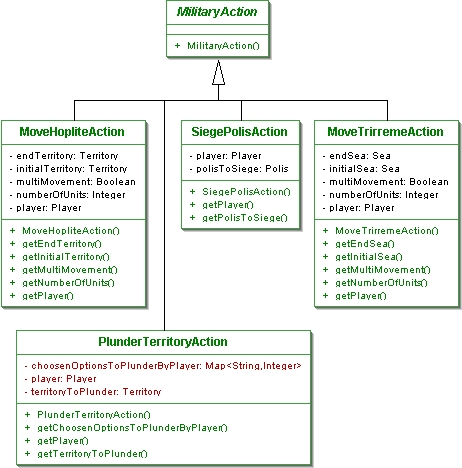 MilitaryAction
+ MilitaryAction()
MoveHopliteAction
- endTerritory: Territory
- initialTerritory: Territory
- multiMovement: Boolean
- numberOfUnits: Integer
- player: Player
+ MoveHopliteAction()
+ getEndTerritory()
+ getInitialTerritory()
+ getMultiMovement()
+ getNumberOfUnits()
+ getPlayer()
SiegePolisAction
- player: Player
- polisToSiege: Polis
+ SiegePolisAction()
+ getPlayer()
+ getPolisToSiege()
MoveTrirremeAction
- endSea: Sea
- initialSea: Sea
- multiMovement: Boolean
- numberOfUnits: Integer
- player: Player
+ MoveTrirremeAction()
+ getEndSea()
+ getInitialSea()
+ getMultiMovement()
+ getNumberOfUnits()
+ getPlayer()
PlunderTerritoryAction
- choosenOptionsToPlunderByPlayer: Map<String,Integer>
- player: Player
- territoryToPlunder: Territory
+ PlunderTerritoryAction()
+ getChoosenOptionsToPlunderByPlayer()
+ getPlayer()
+ getTerritoryToPlunder()